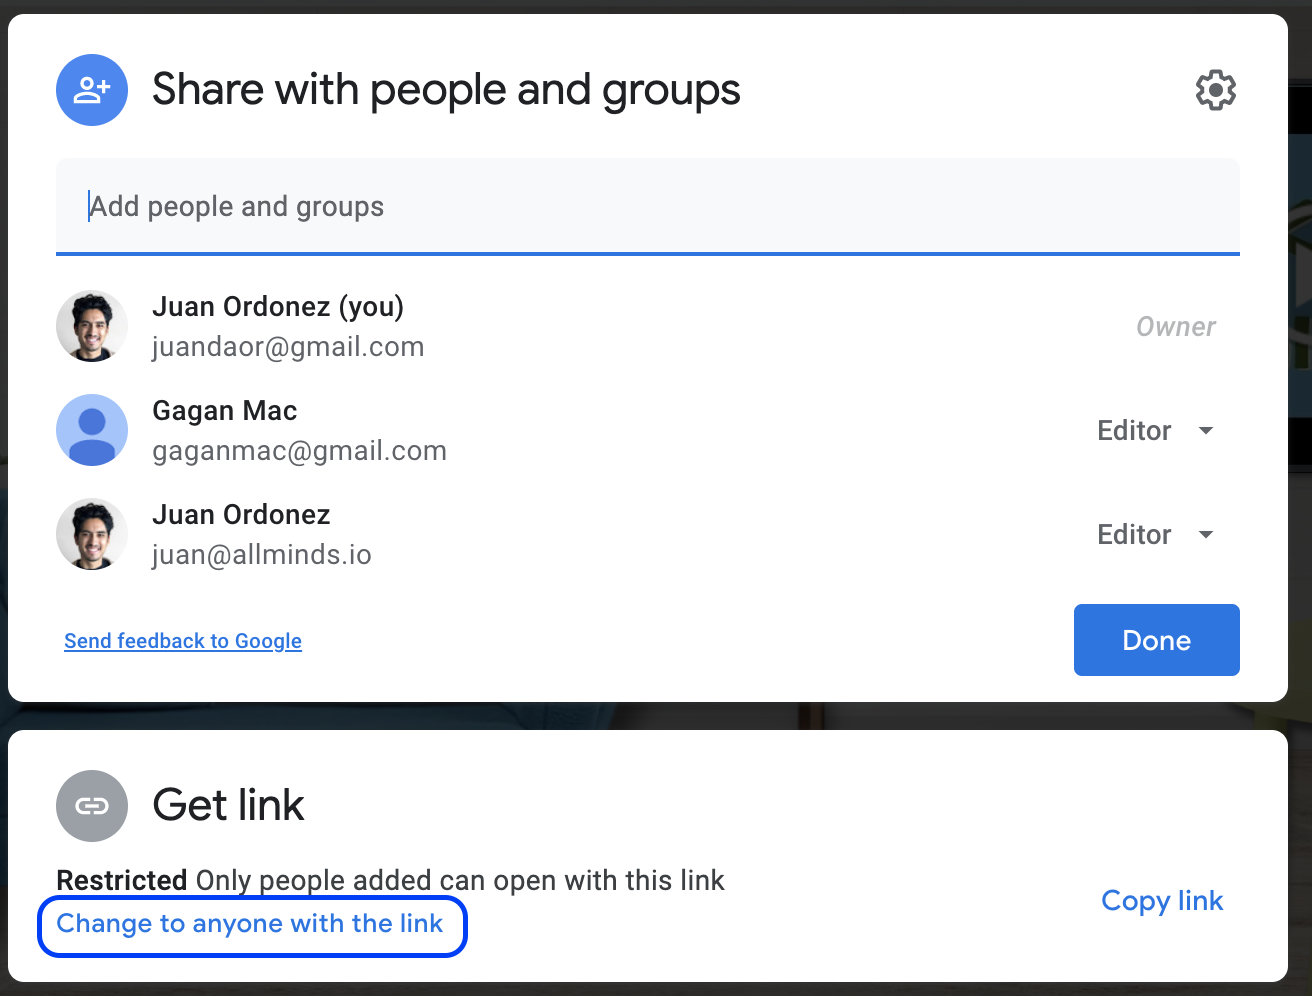 Share with people and groups
Add people and groups
Juan Ordonez (you)
juandaor@gmail.com
Owner
Gagan Mac
gaganmac@gmail.com
Editor
Juan Ordonez
juan@allminds.io
Editor
Send feedback to Google
Done
Get link
Restricted Only people added can open with this link
Change to anyone with the link
Copy link